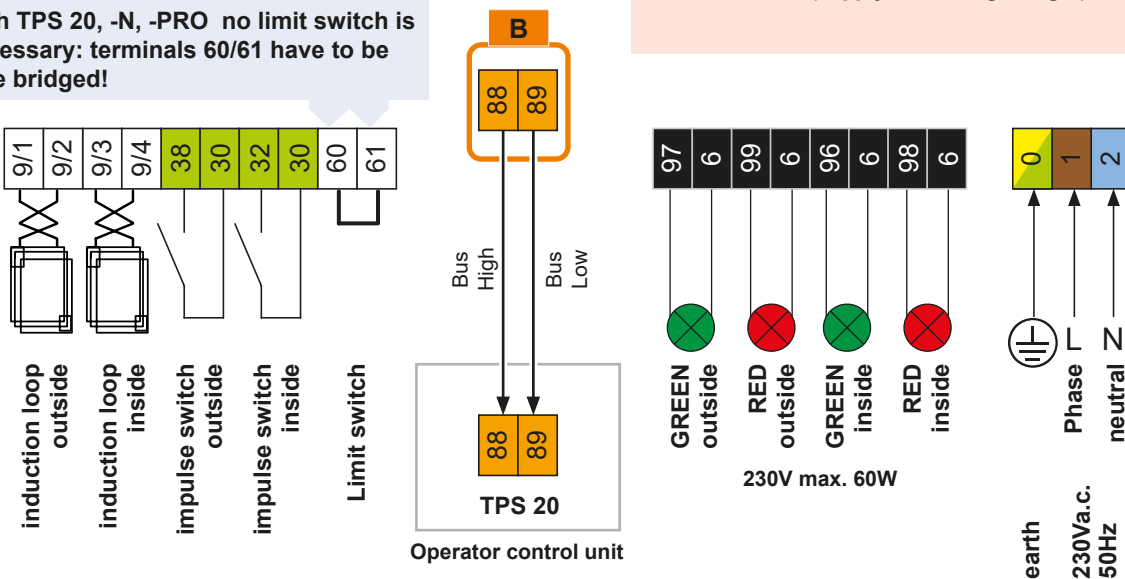 TPS 20, -N, -PRO no limit switch is
terminals 60/61 have to be
bridged!
B
88 89
9/1 9/2 9/3 9/4 38 30 32 30 60 61
97 6 99 6 96 6 98 6
0 1 2
Bus
High
Bus
Low
L N
induction loop
outside
induction loop
inside
impulse switch
outside
impulse switch
inside
Limit switch
88 89
TPS 20
Operator control unit
GREEN
outside
RED
outside
GREEN
inside
RED
inside
230V max. 60W
earth
Phase
230Va.c.
50Hz
neutral